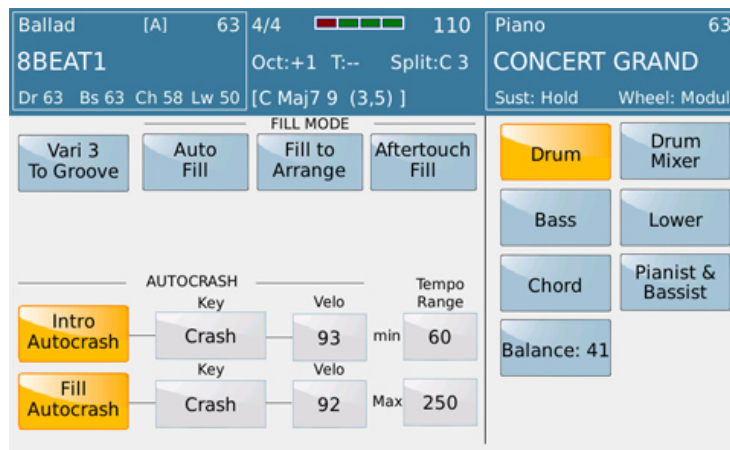 Ballad [A] 63 4/4 110 Piano 63
8BEAT1 Oct:+1 T:-- Split:C 3 CONCERT GRAND
Dr 63 Bs 63 Ch 58 Lw 50 [C Maj7 9 (3,5) ] Sust: Hold Wheel: Modul
FILL MODE
Vari 3
To Groove
Auto
Fill
Fill to
Arrange
Aftertouch
Fill
AUTOCRASH
Key
Velo
Tempo
Range
Intro
Autocrash
Crash
93
min
60
Key
Velo
Fill
Autocrash
Crash
92
Max
250
Drum
Drum
Mixer
Bass
Lower
Chord
Pianist &
Bassist
Balance: 41